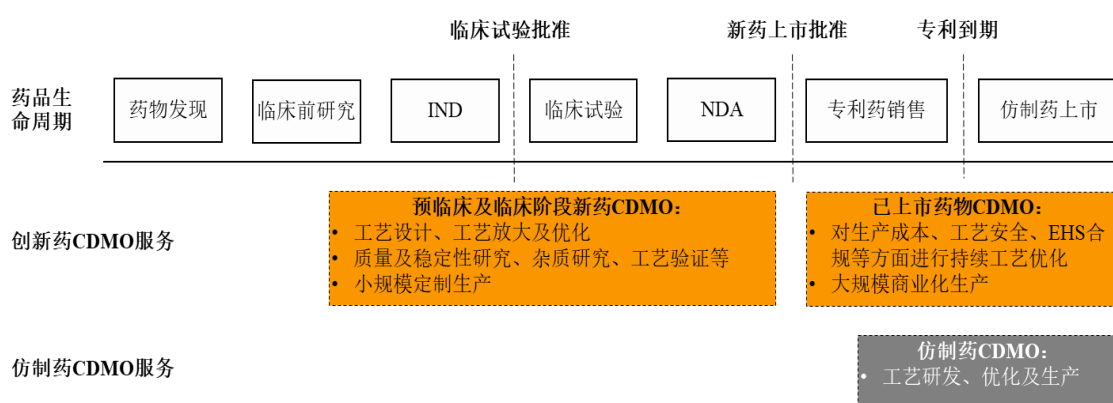 临床试验批准
新药上市批准
专利到期
药品生
命周期
药物发现
临床前研究
IND
临床试验
NDA
专利药销售
仿制药上市
创新药CDMO服务
预临床及临床阶段新药CDMO：
• 工艺设计、工艺放大及优化
• 质量及稳定性研究、杂质研究、工艺验证等
• 小规模定制生产
已上市药物CDMO：
• 对生产成本、工艺安全、EHS合
规等方面进行持续工艺优化
• 大规模商业化生产
仿制药CDMO服务
仿制药CDMO：
• 工艺研发、优化及生产